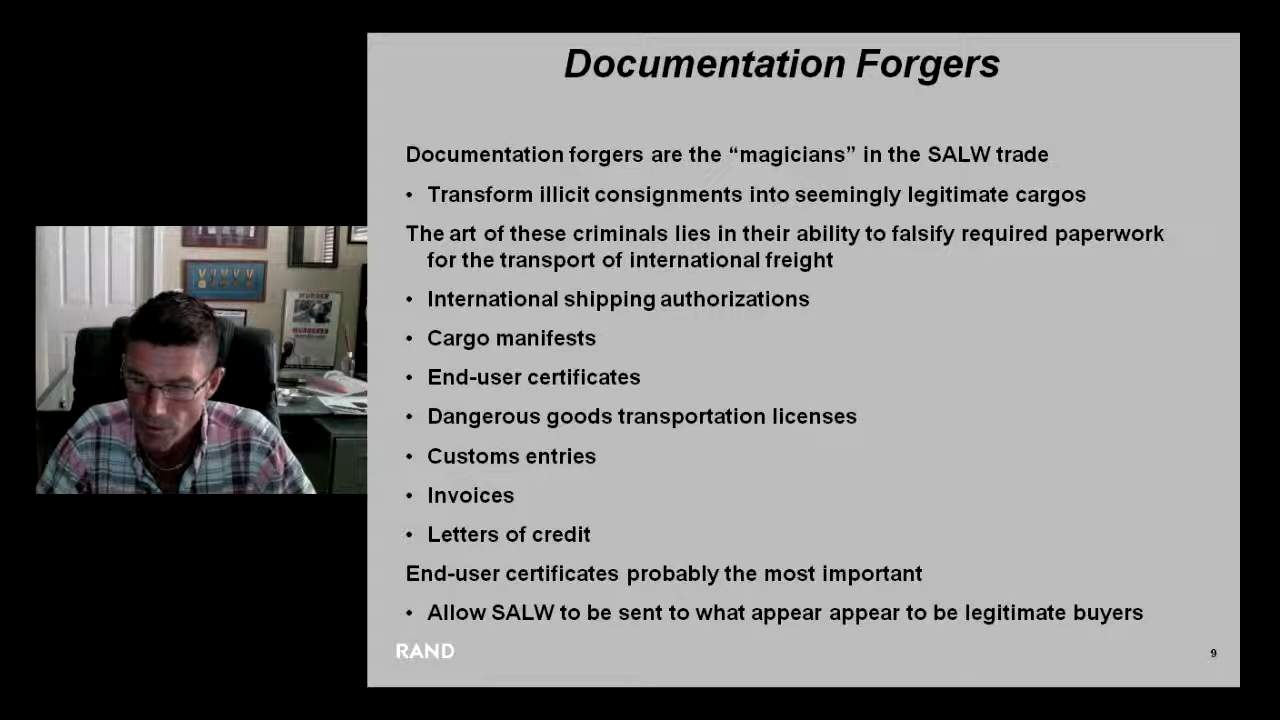 Documentation Forgers
Documentation forgers are the “magicians” in the SALW trade
• Transform illicit consignments into seemingly legitimate cargos
The art of these criminals lies in their ability to falsify required paperwork
for the transport of international freight
• International shipping authorizations
• Cargo manifests
• End-user certificates
• Dangerous goods transportation licenses
• Customs entries
• Invoices
• Letters of credit
End-user certificates probably the most important
• Allow SALW to be sent to what appear appear to be legitimate buyers
RAND
9
MURDER